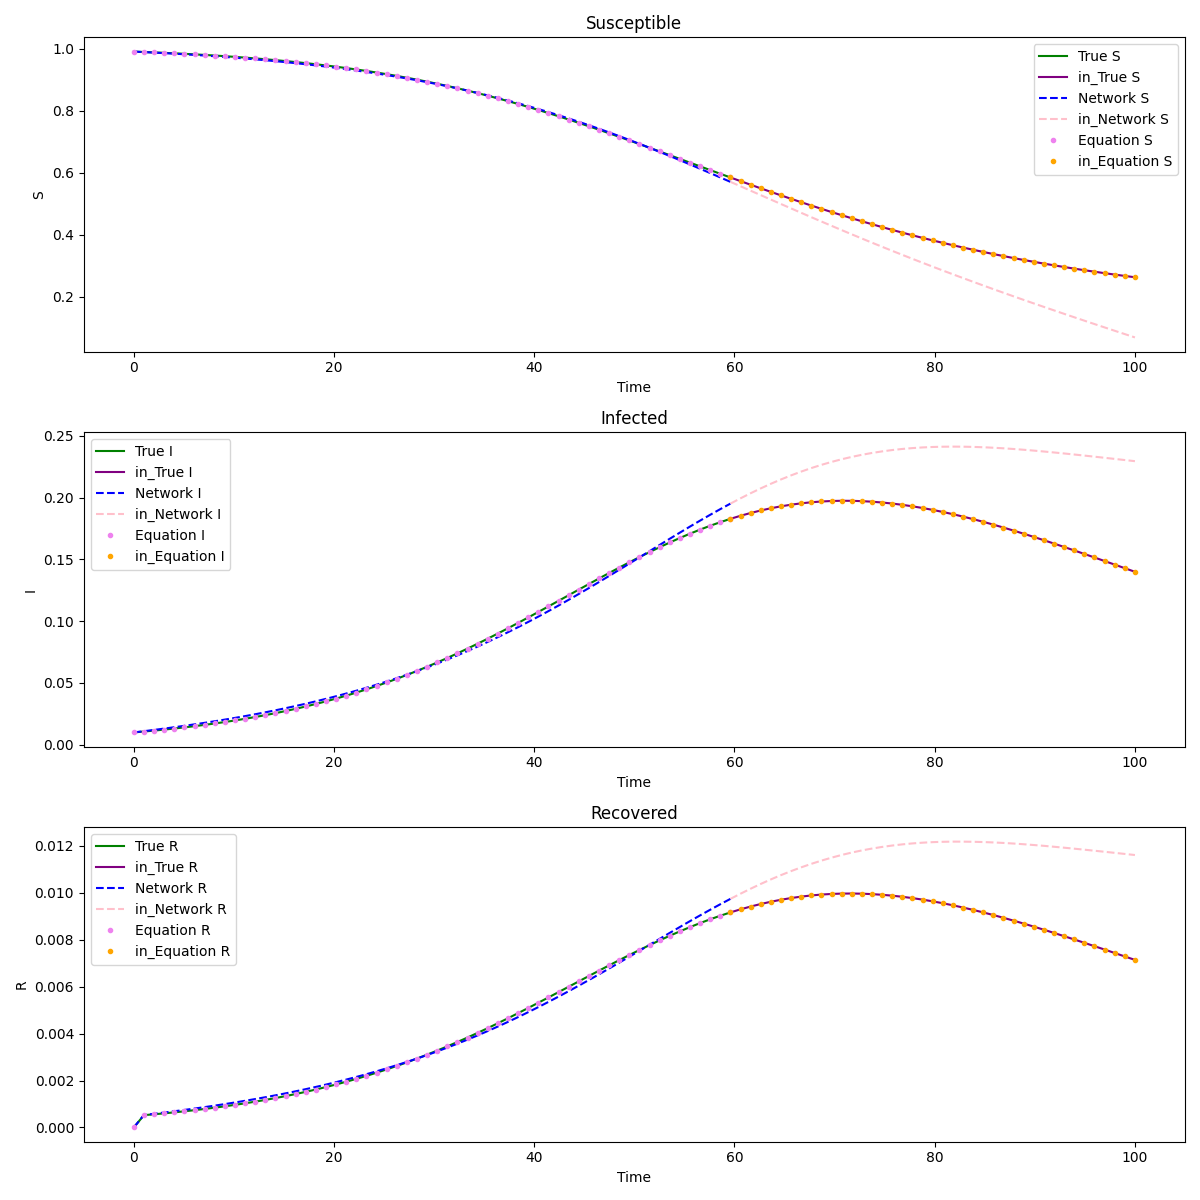 Susceptible
1.0
0.8
0.6
0.4
0.2
S
True S
in_True S
Network S
in_Network S
Equation S
in_Equation S
0 20 40 60 80 100
Time
Infected
0.25
0.20
0.15
0.10
0.05
0.00
I
True I
in_True I
Network I
in_Network I
Equation I
in_Equation I
0 20 40 60 80 100
Time
Recovered
0.012
0.010
0.008
0.006
0.004
0.002
0.000
R
True R
in_True R
Network R
in_Network R
Equation R
in_Equation R
0 20 40 60 80 100
Time